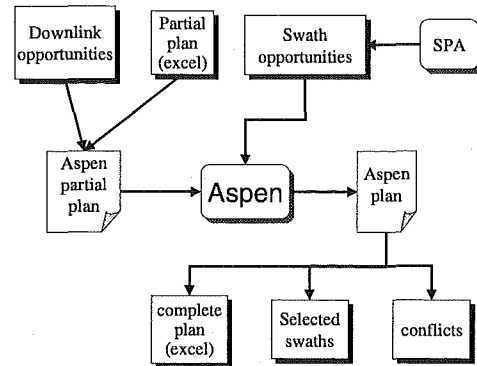 Downlink
opportunities
Partial
plan
(excel)
Swath
opportunities
SPA
Aspen
partial
plan
Aspen
Aspen
plan
complete
plan
(excel)
Selected
swaths
conflicts